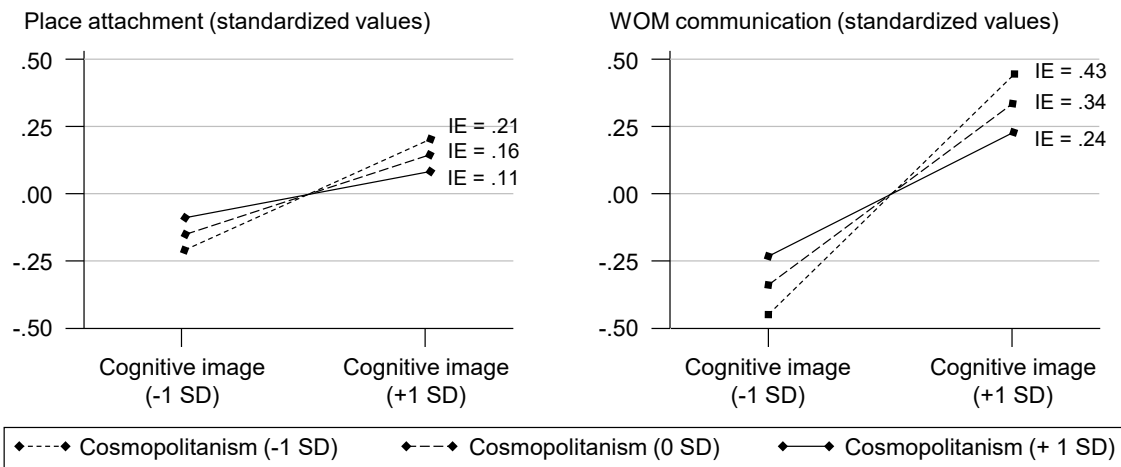 Place attachment (standardized values)
.50
.25
.00
-.25
-.50
IE = .21
IE = .16
IE = .11
Cognitive image
(-1 SD)
Cognitive image
(+1 SD)
WOM communication (standardized values)
.50
.25
.00
-.25
-.50
IE = .43
IE = .34
IE = .24
Cognitive image
(-1 SD)
Cognitive image
(+1 SD)
Cosmopolitanism (-1 SD)
Cosmopolitanism (0 SD)
Cosmopolitanism (+ 1 SD)